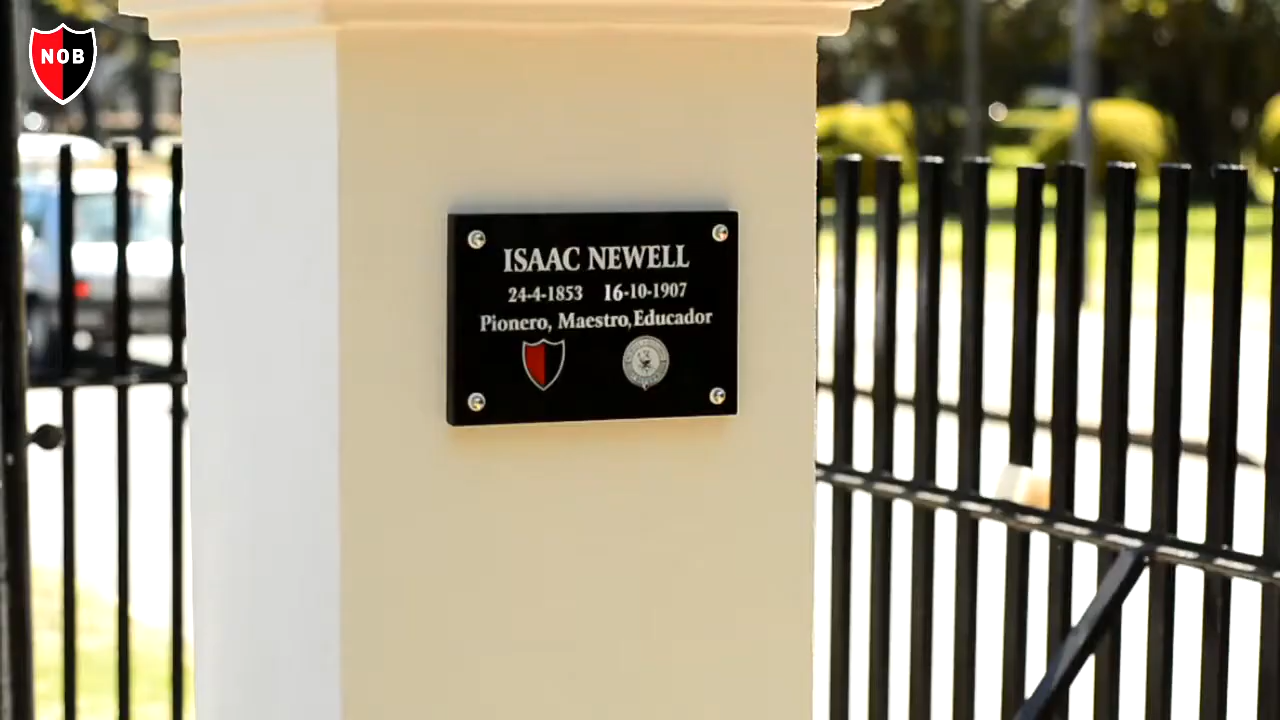 NOB
ISAAC NEWELL
24-4-1853 16-10-1907
Pionero, Maestro, Educador